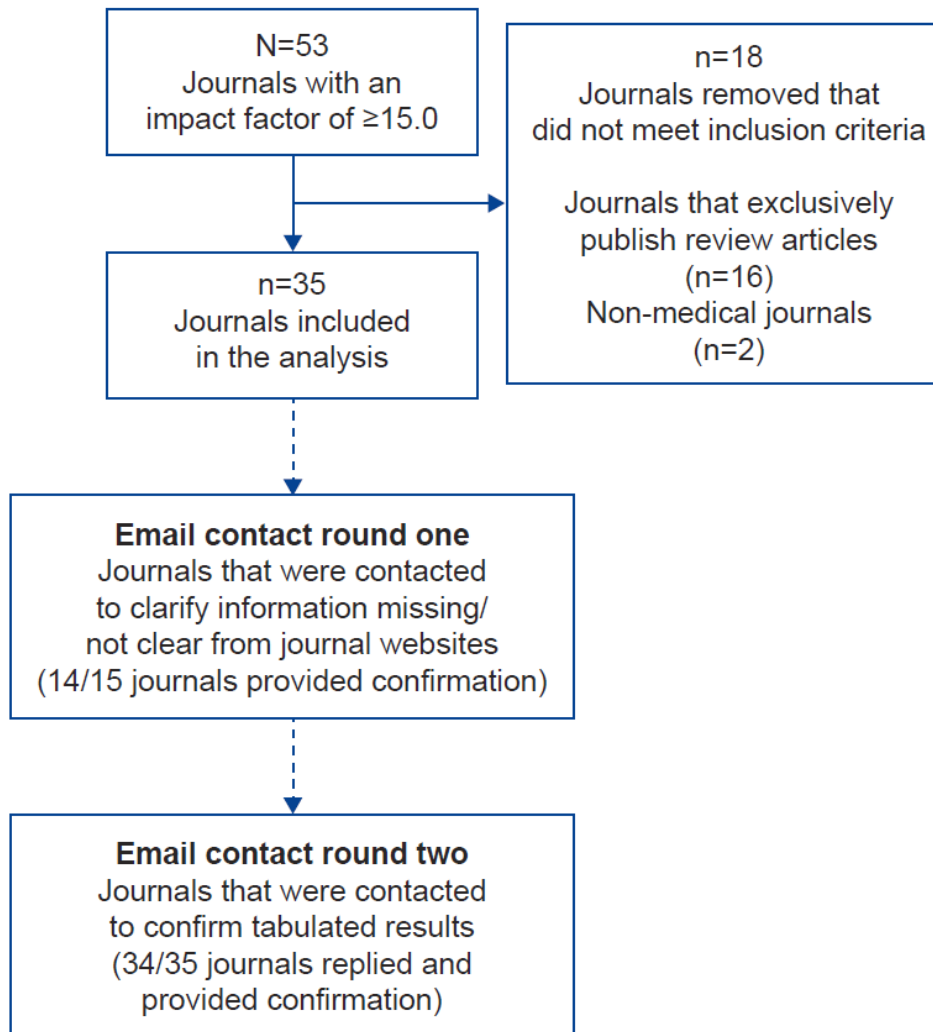 N=53
Journals with an
impact factor of ≥15.0
n=18
Journals removed that
did not meet inclusion criteria
Journals that exclusively
publish review articles
(n=16)
Non-medical journals
(n=2)
n=35
Journals included
in the analysis
Email contact round one
Journals that were contacted
to clarify information missing/
not clear from journal websites
(14/15 journals provided confirmation)
Email contact round two
Journals that were contacted
to confirm tabulated results
(34/35 journals replied and
provided confirmation)